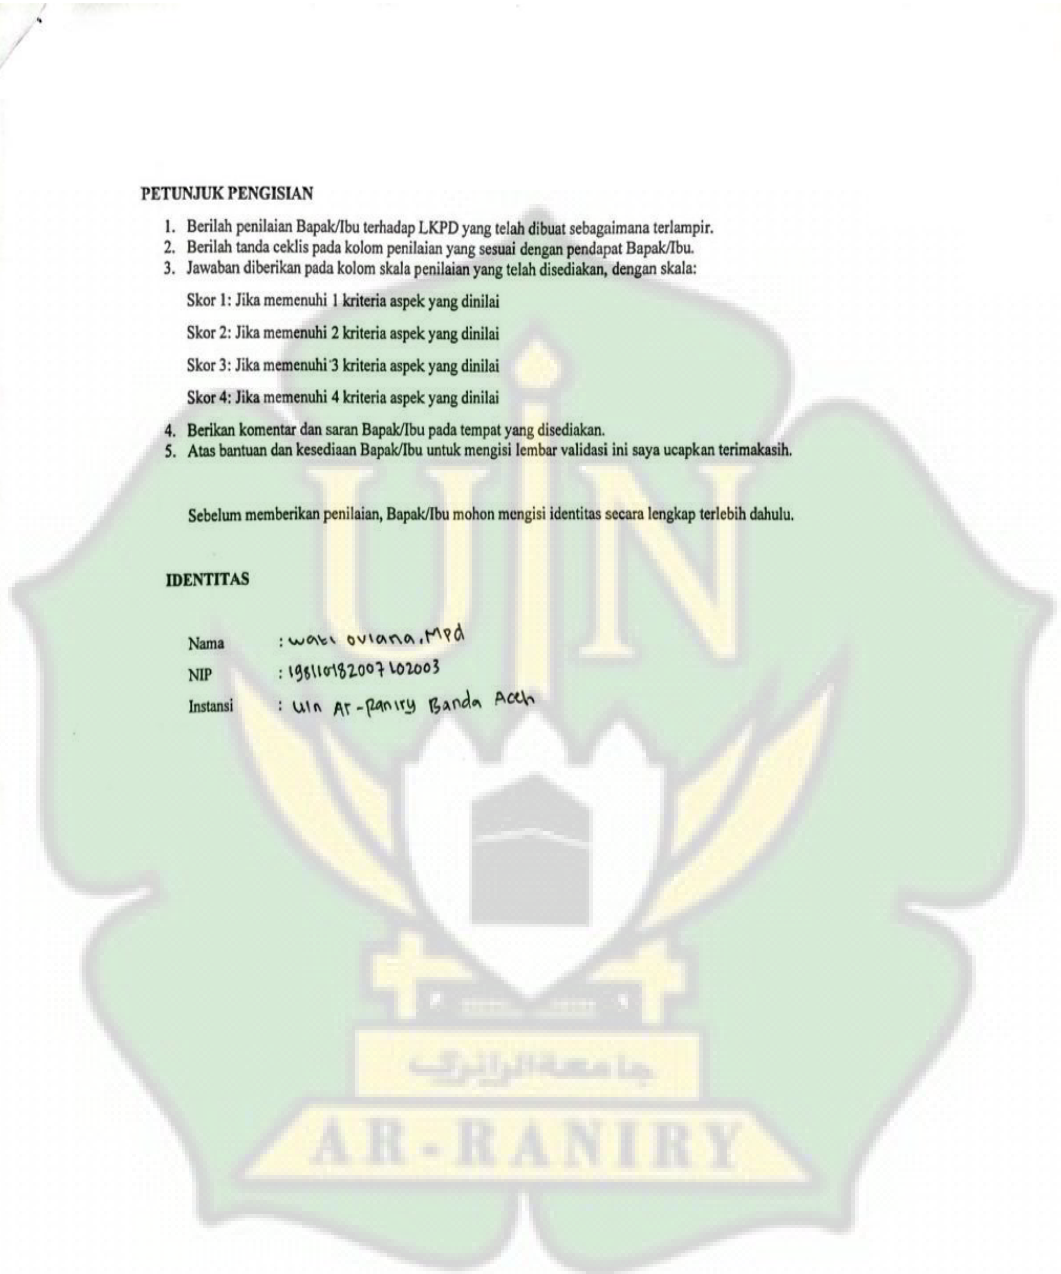 PETUNJUK PENGISIAN
1. Berilah penilaian Bapak/Ibu terhadap LKPD yang telah dibuat sebagaimana terlampir.
2. Berilah tanda ceklis pada kolom penilaian yang sesuai dengan pendapat Bapak/Ibu.
3. Jawaban diberikan pada kolom skala penilaian yang telah disediakan, dengan skala:
Skor 1: Jika memenuhi 1 kriteria aspek yang dinilai
Skor 2: Jika memenuhi 2 kriteria aspek yang dinilai
Skor 3: Jika memenuhi 3 kriteria aspek yang dinilai
Skor 4: Jika memenuhi 4 kriteria aspek yang dinilai
4. Berikan komentar dan saran Bapak/Ibu pada tempat yang disediakan.
5. Atas bantuan dan kesediaan Bapak/Ibu untuk mengisi lembar validasi ini saya ucapkan terimakasih.
UIN
Sebelum memberikan penilaian, Bapak/Ibu mohon mengisi identitas secara lengkap terlebih dahulu.
IDENTITAS
Nama : Wati Oviana, MPd
NIP : 198110182007102003
Instansi : UIn Ar-Raniry Banda Aceh
جامعة الرانري
AR-RANIRY